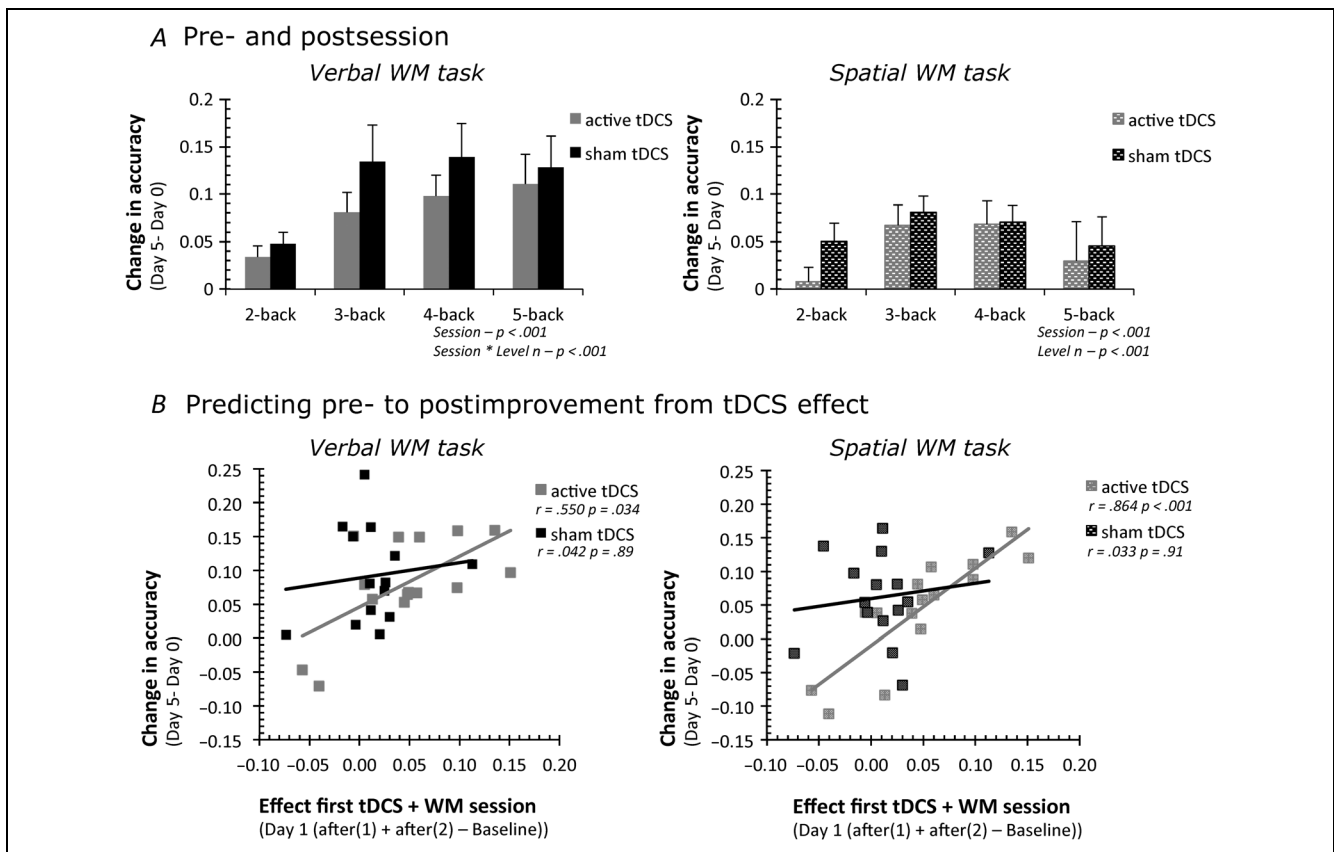 A Pre- and postsession
Verbal WM task
Change in accuracy
(Day 5- Day 0)
0.2
0.15
0.1
0.05
0
active tDCS
sham tDCS
2-back 3-back 4-back 5-back
Session – p < .001
Session * Level n – p < .001
Spatial WM task
Change in accuracy
(Day 5- Day 0)
0.2
0.15
0.1
0.05
0
active tDCS
sham tDCS
2-back 3-back 4-back 5-back
Session – p < .001
Level n – p < .001
B Predicting pre- to postimprovement from tDCS effect
Verbal WM task
Change in accuracy
(Day 5- Day 0)
0.25
0.20
0.15
0.10
0.05
0.00
−0.05
−0.10
−0.15
active tDCS
r = .550 p = .034
sham tDCS
r = .042 p = .89
−0.10 −0.05 0.00 0.05 0.10 0.15 0.20
Effect first tDCS + WM session
(Day 1 (after(1) + after(2) – Baseline))
Spatial WM task
Change in accuracy
(Day 5- Day 0)
0.25
0.20
0.15
0.10
0.05
0.00
−0.05
−0.10
−0.15
active tDCS
r = .864 p < .001
sham tDCS
r = .033 p = .91
−0.10 −0.05 0.00 0.05 0.10 0.15 0.20
Effect first tDCS + WM session
(Day 1 (after(1) + after(2) – Baseline))